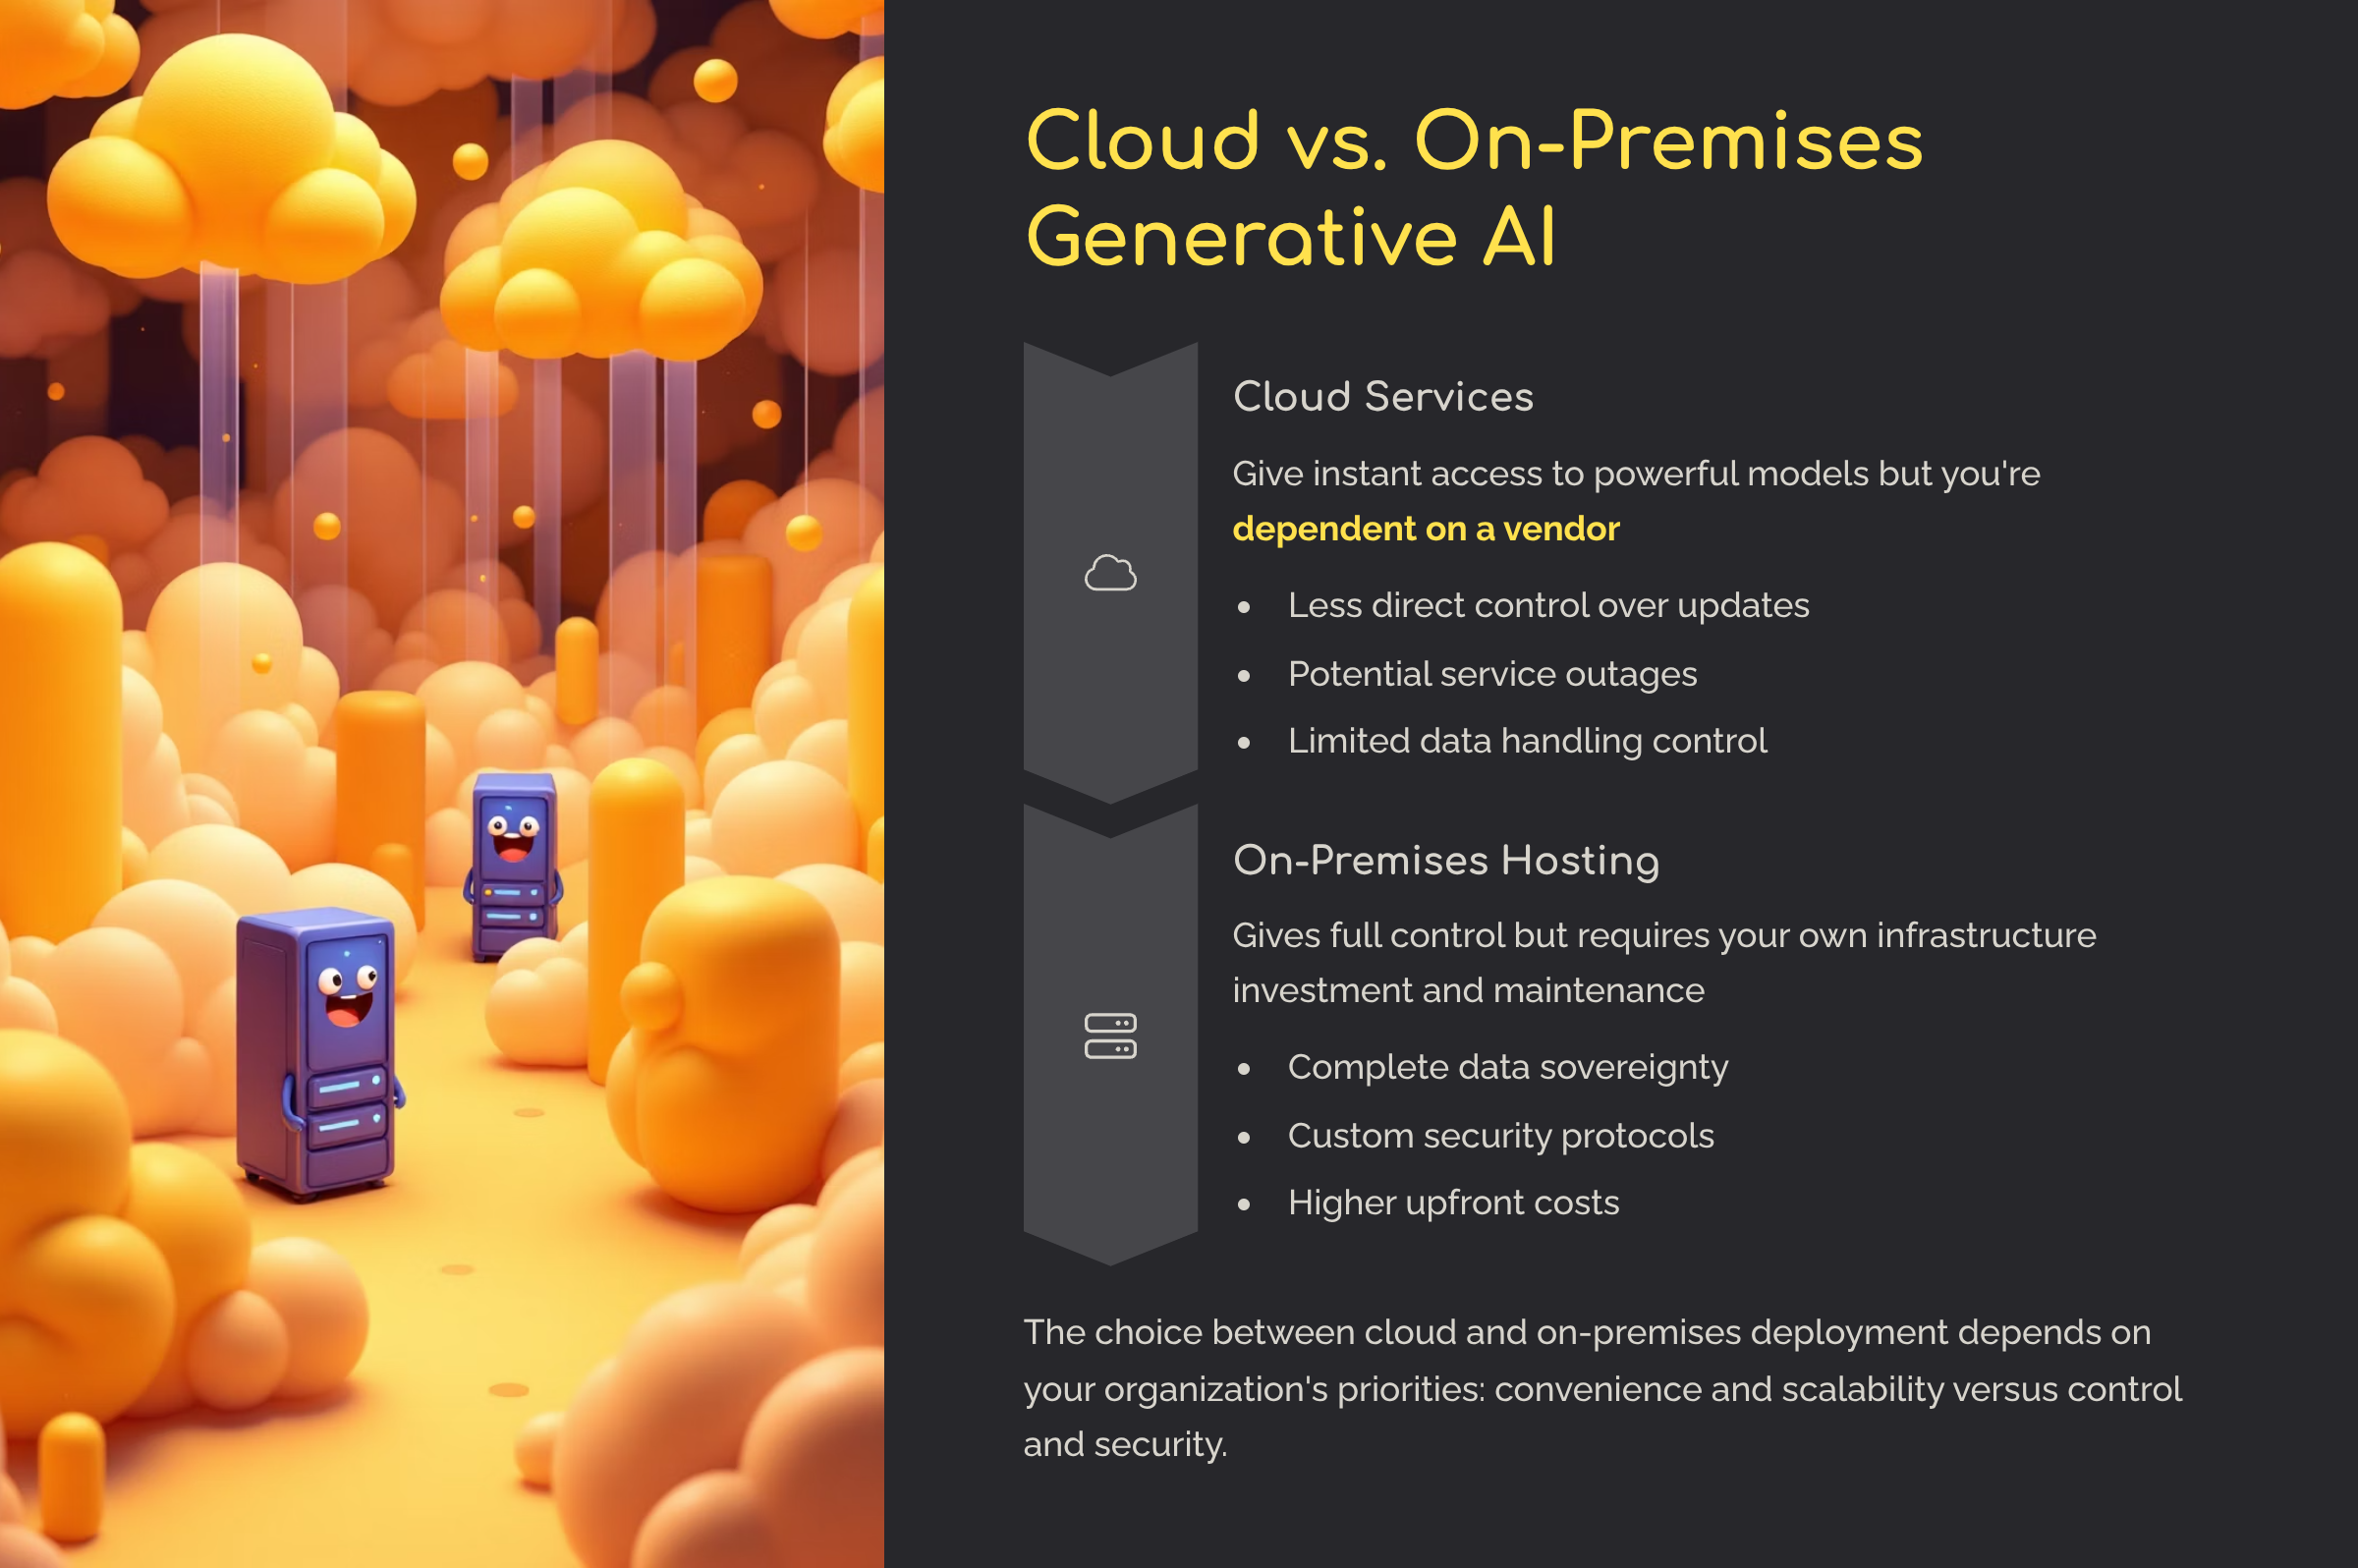 Cloud vs. On-Premises
Generative AI
Cloud Services
Give instant access to powerful models but you're
dependent on a vendor
• Less direct control over updates
• Potential service outages
• Limited data handling control
On-Premises Hosting
Gives full control but requires your own infrastructure
investment and maintenance
• Complete data sovereignty
• Custom security protocols
• Higher upfront costs
The choice between cloud and on-premises deployment depends on
your organization's priorities: convenience and scalability versus control
and security.